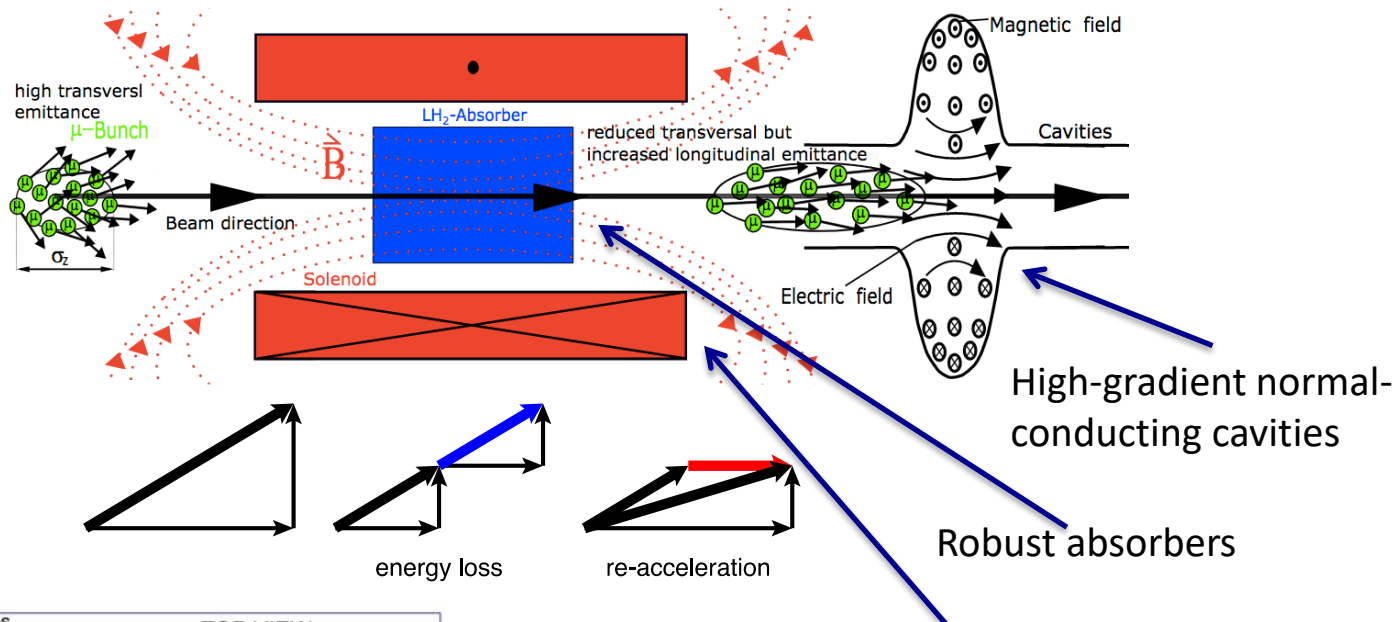 Magnetic field
high transversl
emittance
μ-Bunch
LH2-Absorber
reduced transversal but
increased longitudinal emittance
Cavities
B
μ μ μ μ μ μ μ μ μ μ μ μ μ μ
Beam direction
μ μ μ μ μ μ μ μ μ μ μ μ μ
σz
Solenoid
Electric field
High-gradient normal-
conducting cavities
Robust absorbers
energy loss
re-acceleration